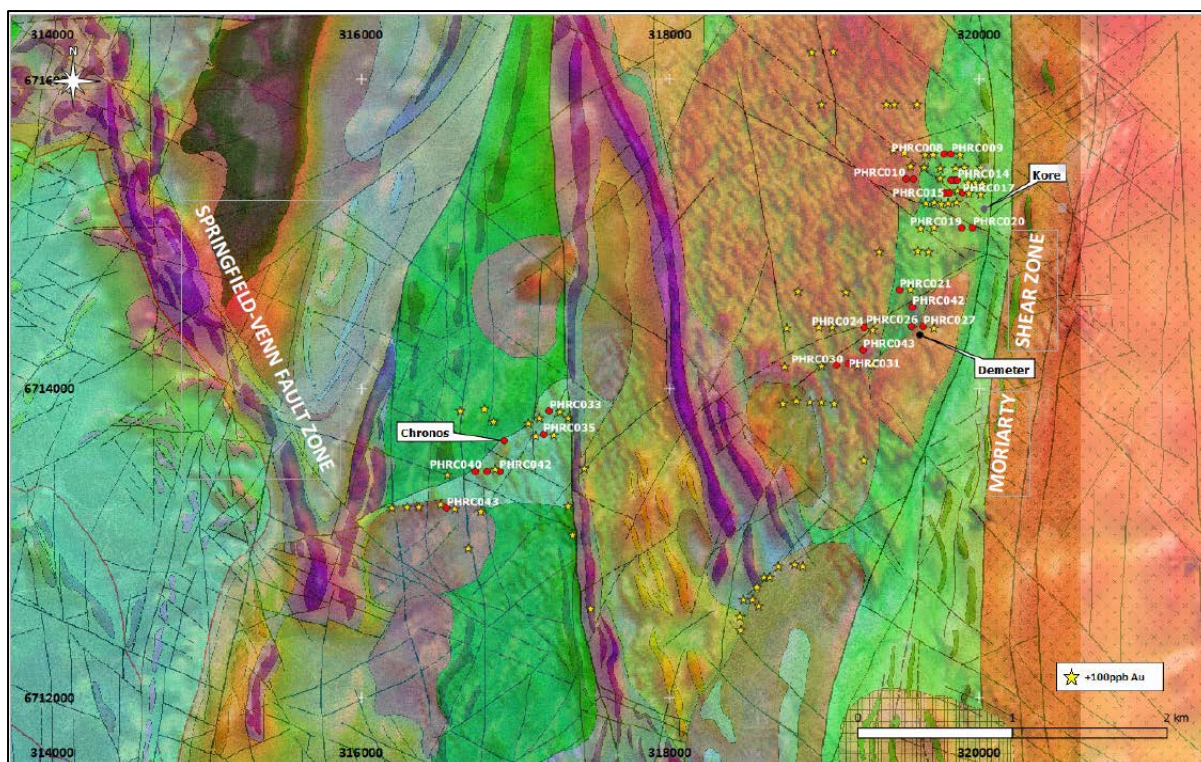 314000
316000
318000
320000
N
6716000
PHRC008
PHRC009
PHRC010
PHRC014
Kore
PHRC015
PHRC017
PHRC019
PHRC020
SPRINGFIELD-VENN FAULT ZONE
MORIARTY SHEAR ZONE
PHRC021
PHRC042
PHRC024
PHRC026
PHRC027
PHRC043
Demeter
PHRC030
PHRC031
6714000
PHRC033
Chronos
PHRC035
PHRC040
PHRC042
PHRC043
+100ppb Au
6712000
0
1
2 km
314000
316000
318000
320000